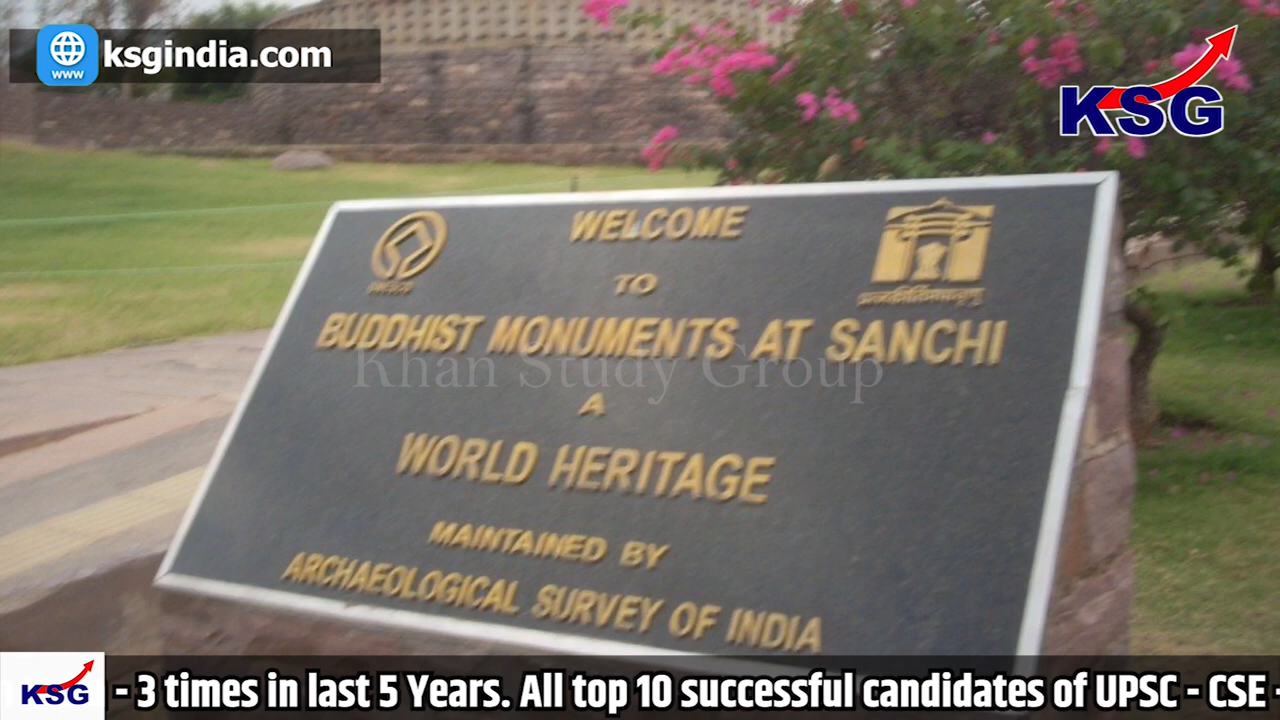 www
ksgindia.com
KSG
WELCOME
TO
BUDDHIST MONUMENTS AT SANCHI
Khan Study Group
A
WORLD HERITAGE
MAINTAINED BY
ARCHAEOLOGICAL SURVEY OF INDIA
KSG
- 3 times in last 5 Years. All top 10 successful candidates of UPSC - CSE -